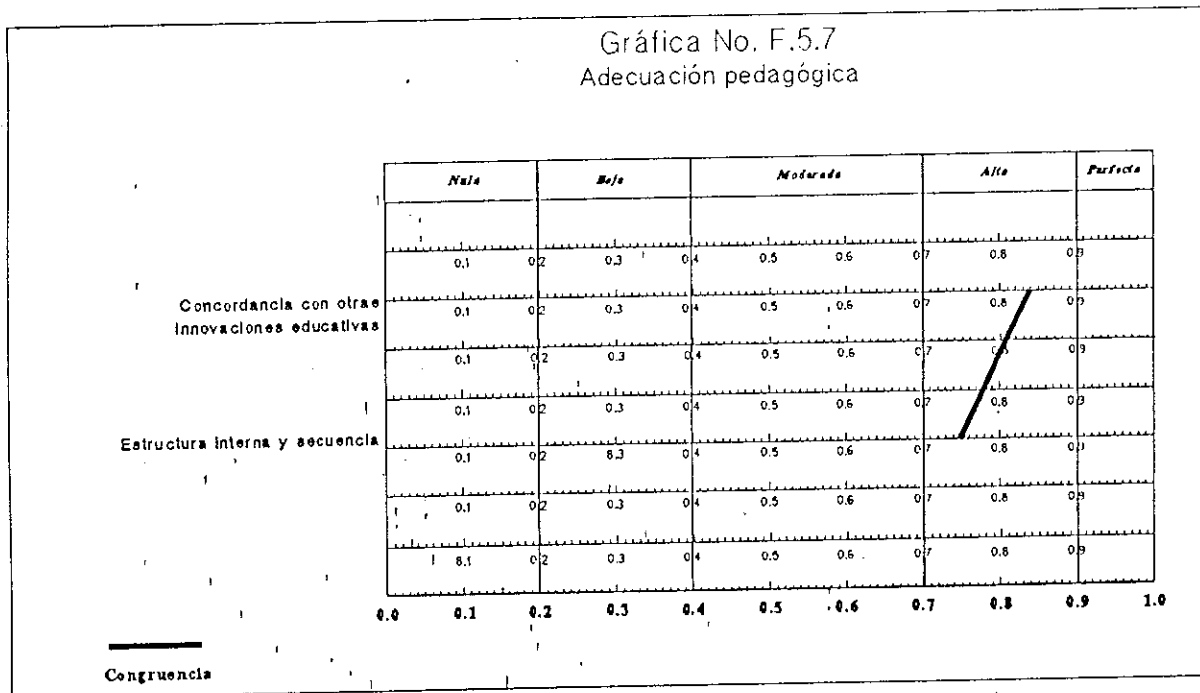 Gráfica No. F.5.7
Adecuación pedagógica
Nula Baja Moderada Alta Perfecta
0.1 0.2 0.3 0.4 0.5 0.6 0.7 0.8 0.9
Concordancia con otras
0.1 0.2 0.3 0.4 0.5 0.6 0.7 0.8 0.9
innovaciones educativas
0.1 0.2 0.3 0.4 0.5 0.6 0.7 0.8 0.9
0.1 0.2 0.3 0.4 0.5 0.6 0.7 0.8 0.9
Estructura interna y secuencia
0.1 0.2 0.3 0.4 0.5 0.6 0.7 0.8 0.9
0.1 0.2 0.3 0.4 0.5 0.6 0.7 0.8 0.9
0.1 0.2 0.3 0.4 0.5 0.6 0.7 0.8 0.9
0.0 0.1 0.2 0.3 0.4 0.5 0.6 0.7 0.8 0.9 1.0
Congruencia